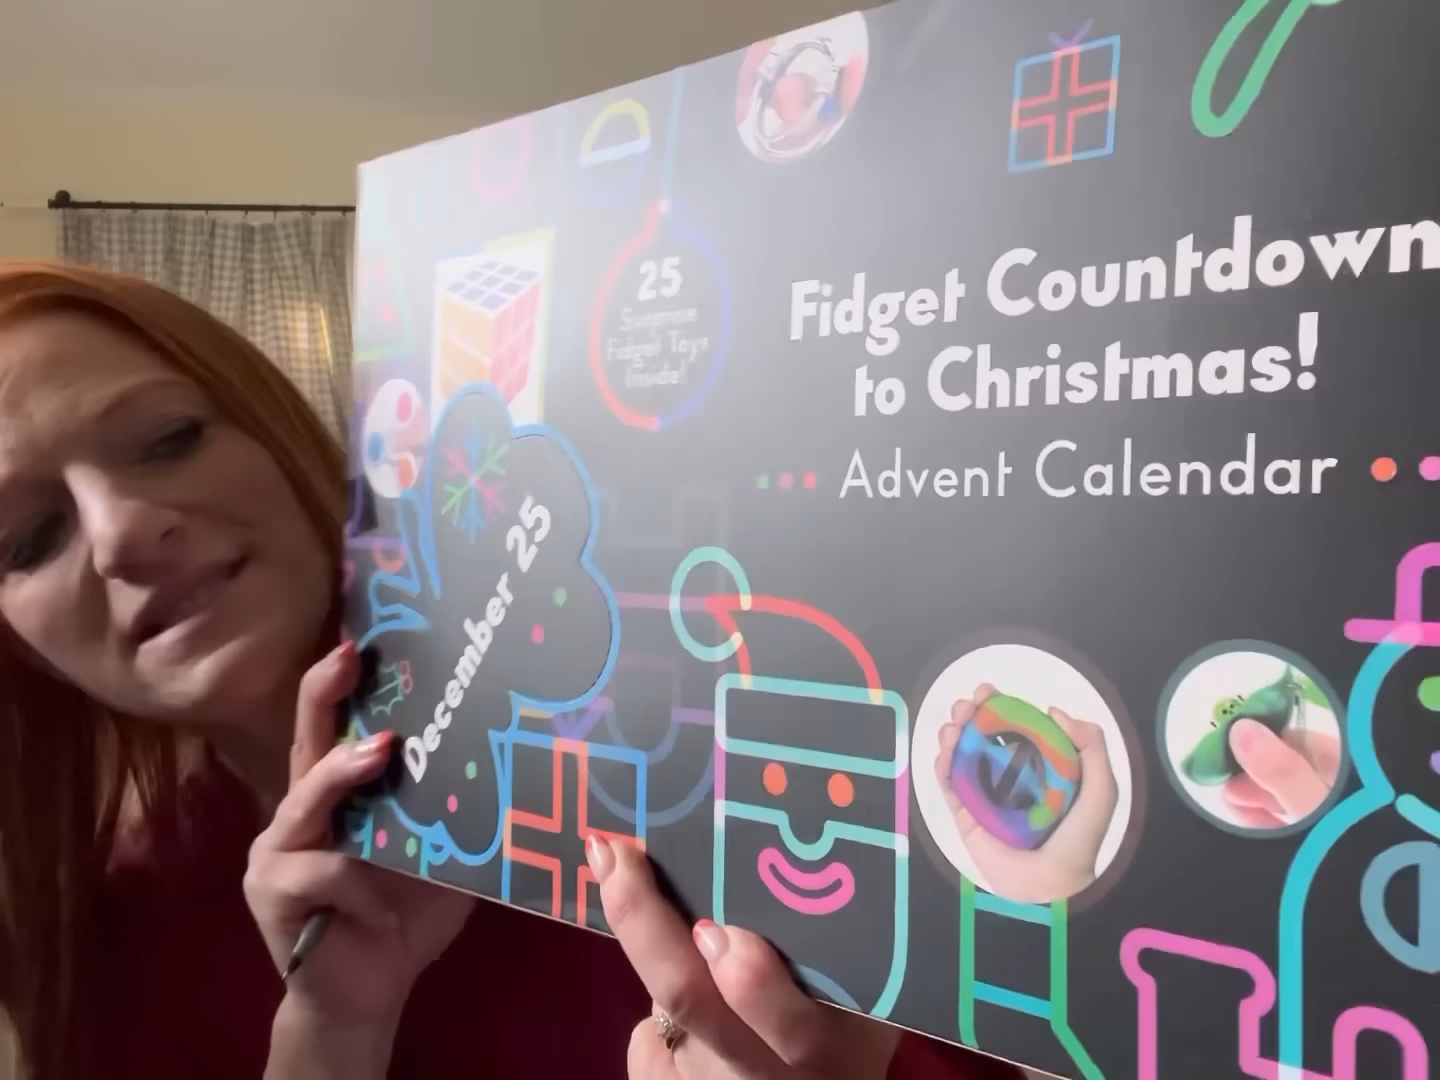 25
Surprise
Fidget Toys
Inside!
Fidget Countdown
to Christmas!
Advent Calendar
December 25